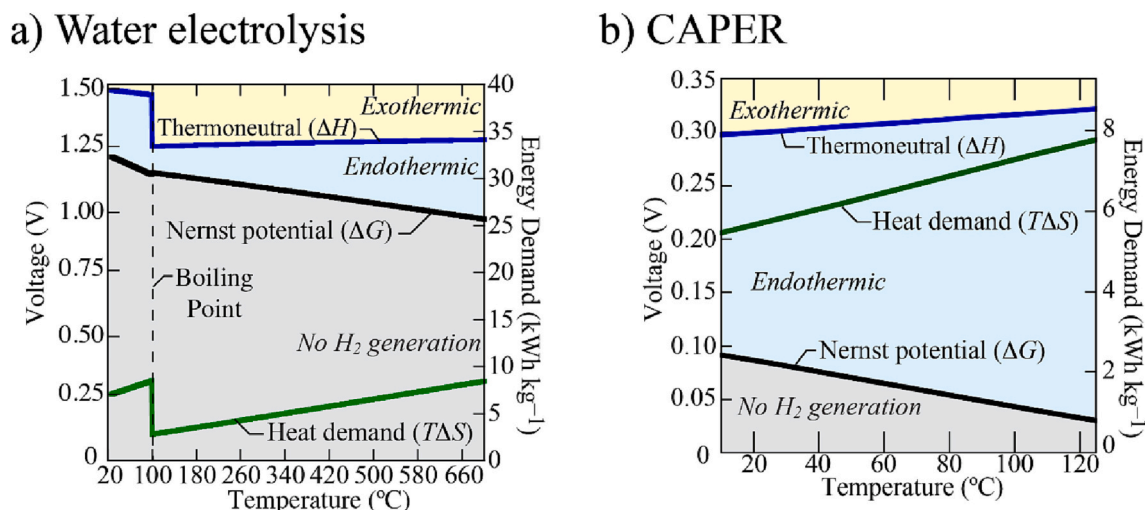 a) Water electrolysis
1.50
1.25
1.00
0.75
0.50
0.25
0
Voltage (V)
Exothermic
Thermoneutral (ΔH)
Endothermic
Nernst potential (ΔG)
Boiling
Point
No H₂ generation
Heat demand (TΔS)
40
35
30
25
20
15
10
5
0
Energy Demand (kWh kg⁻¹)
20 100 180 260 340 420 500 580 660
Temperature (ºC)
b) CAPER
0.35
0.30
0.25
0.20
0.15
0.10
0.05
0
Voltage (V)
Exothermic
Thermoneutral (ΔH)
Heat demand (TΔS)
Endothermic
Nernst potential (ΔG)
No H₂ generation
8
6
4
2
0
Energy Demand (kWh kg⁻¹)
20 40 60 80 100 120
Temperature (ºC)